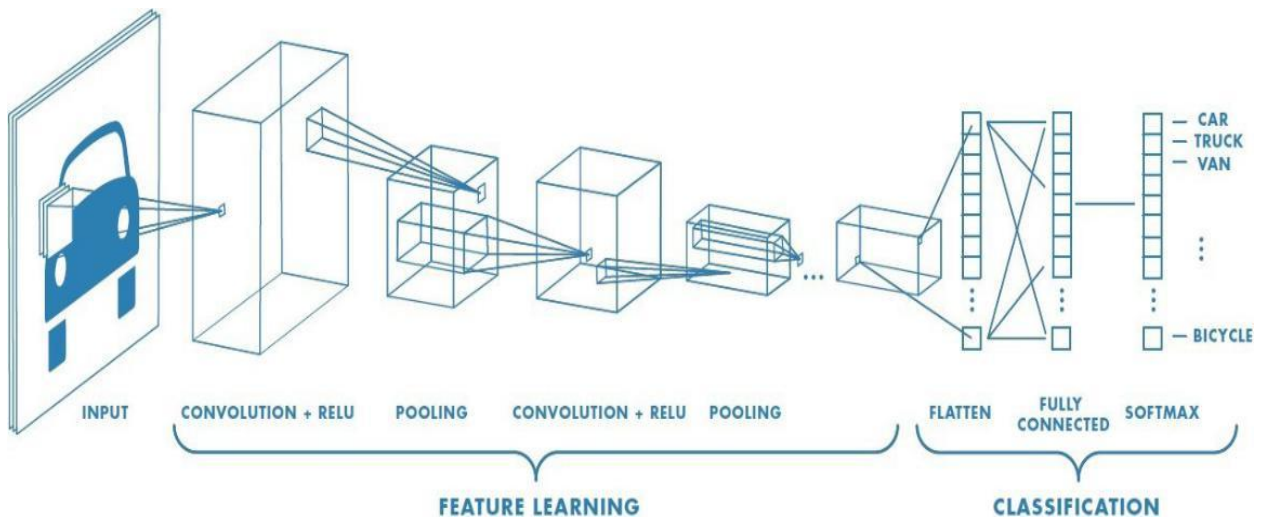 CAR
TRUCK
VAN
BICYCLE
INPUT
CONVOLUTION + RELU
POOLING
CONVOLUTION + RELU
POOLING
FLATTEN
FULLY
CONNECTED
SOFTMAX
FEATURE LEARNING
CLASSIFICATION